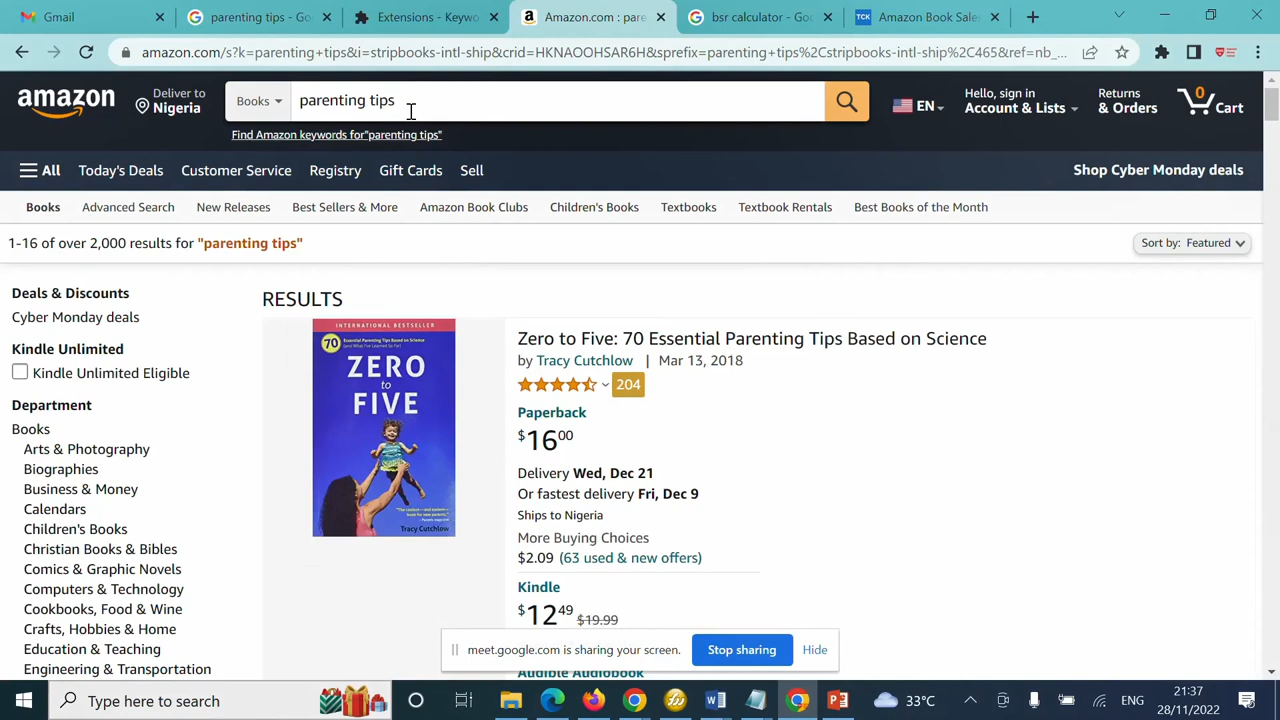 Gmail
parenting tips - Goo
Extensions - Keywo
Amazon.com : pare
bsr calculator - Goo
TCK
Amazon Book Sale
amazon.com/s?k=parenting+tips&i=stripbooks-intl-ship&crid=HKNAOOHSAR6H&sprefix=parenting+tips%2Cstripbooks-intl-ship%2C465&ref=nb_...
amazon
Deliver to
Nigeria
Books
parenting tips
EN
Hello, sign in
Account & Lists
Returns
& Orders
0
Cart
Find Amazon keywords for"parenting tips"
All
Today's Deals
Customer Service
Registry
Gift Cards
Sell
Shop Cyber Monday deals
Books
Advanced Search
New Releases
Best Sellers & More
Amazon Book Clubs
Children's Books
Textbooks
Textbook Rentals
Best Books of the Month
1-16 of over 2,000 results for "parenting tips"
Sort by: Featured
Deals & Discounts
Cyber Monday deals
Kindle Unlimited
Kindle Unlimited Eligible
Department
Books
Arts & Photography
Biographies
Business & Money
Calendars
Children's Books
Christian Books & Bibles
Comics & Graphic Novels
Computers & Technology
Cookbooks, Food & Wine
Crafts, Hobbies & Home
Education & Teaching
Engineering & Transportation
RESULTS
INTERNATIONAL BESTSELLER
70
Essential Parenting Tips Based on Science
(and What I've Learned So Far)
ZERO
to
FIVE
Tracy Cutchlow
Zero to Five: 70 Essential Parenting Tips Based on Science
by Tracy Cutchlow | Mar 13, 2018
204
Paperback
$16 00
Delivery Wed, Dec 21
Or fastest delivery Fri, Dec 9
Ships to Nigeria
More Buying Choices
$2.09 (63 used & new offers)
Kindle
$12 49 $19.99
Audible Audiobook
meet.google.com is sharing your screen.
Stop sharing
Hide
Type here to search
33°C
ENG
21:37
28/11/2022